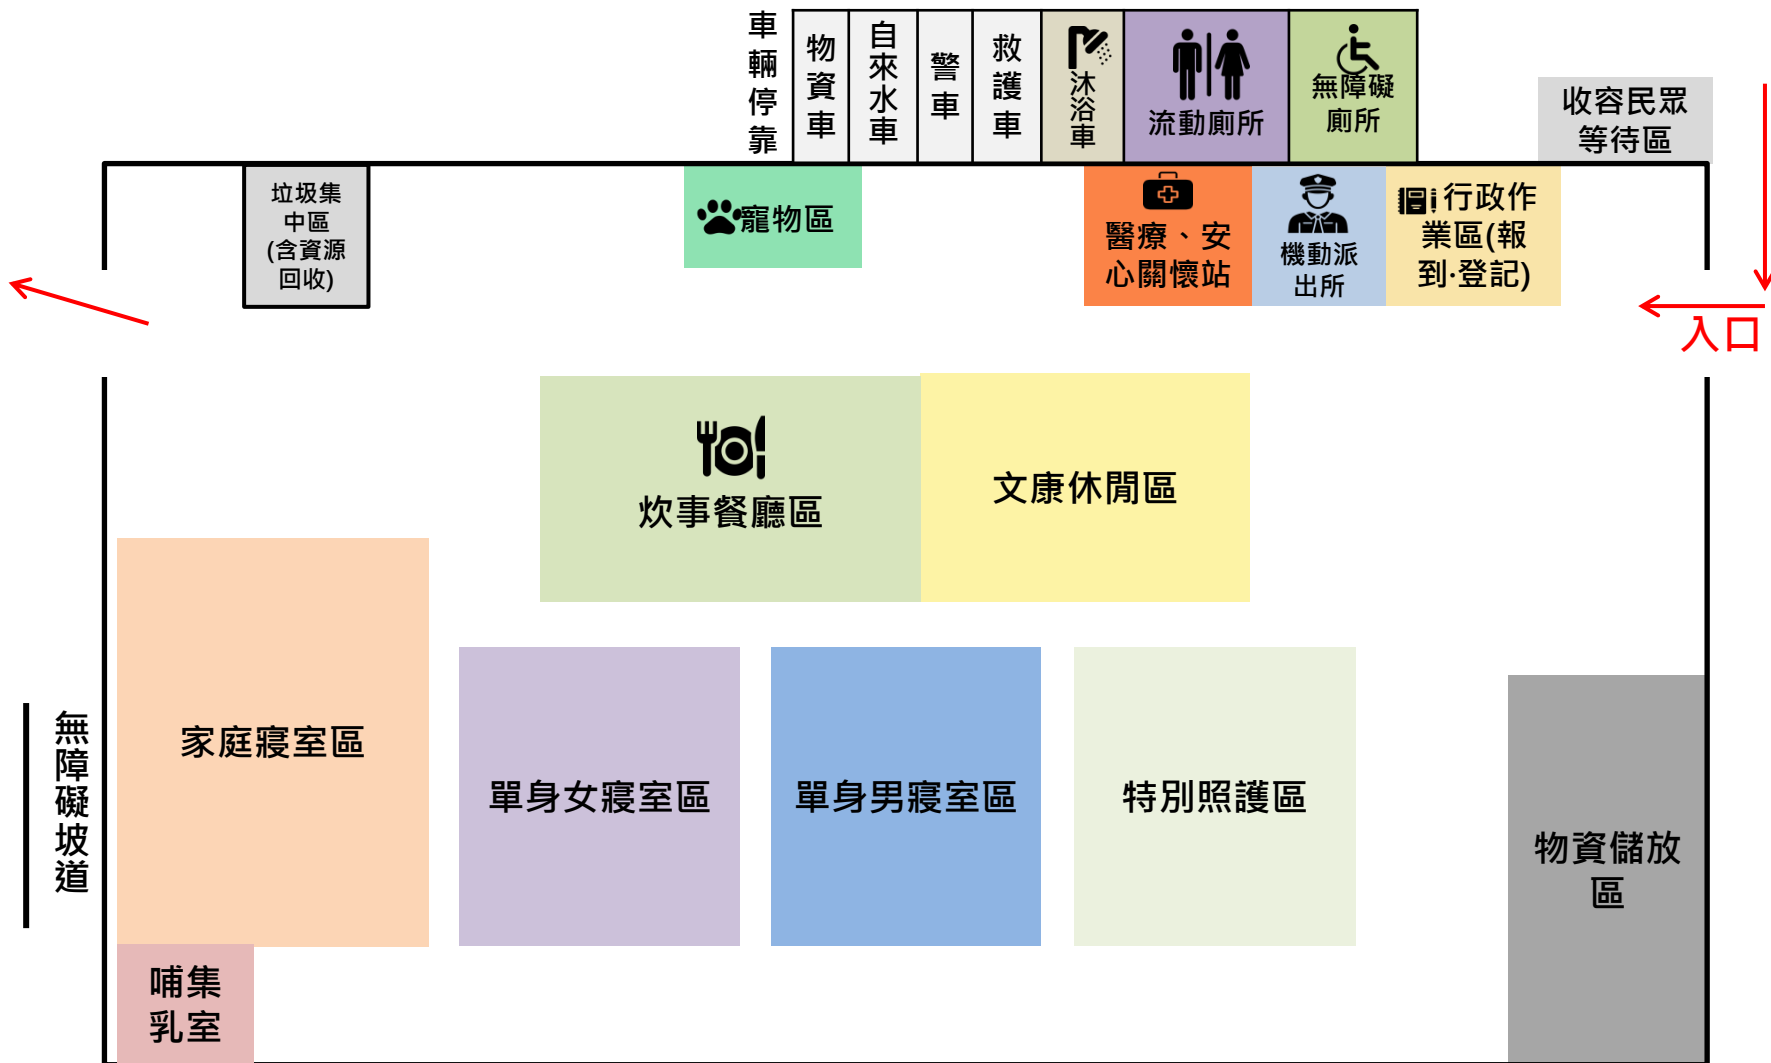 車輛停靠
物資車
自來水車
警車
救護車
沐浴車
流動廁所
無障礙
廁所
收容民眾
等待區
垃圾集
中區
(含資源
回收)
寵物區
醫療、安
心關懷站
機動派
出所
行政作
業區(報
到·登記)
入口
炊事餐廳區
文康休閒區
家庭寢室區
單身女寢室區
單身男寢室區
特別照護區
物資儲放
區
無障礙坡道
哺集
乳室